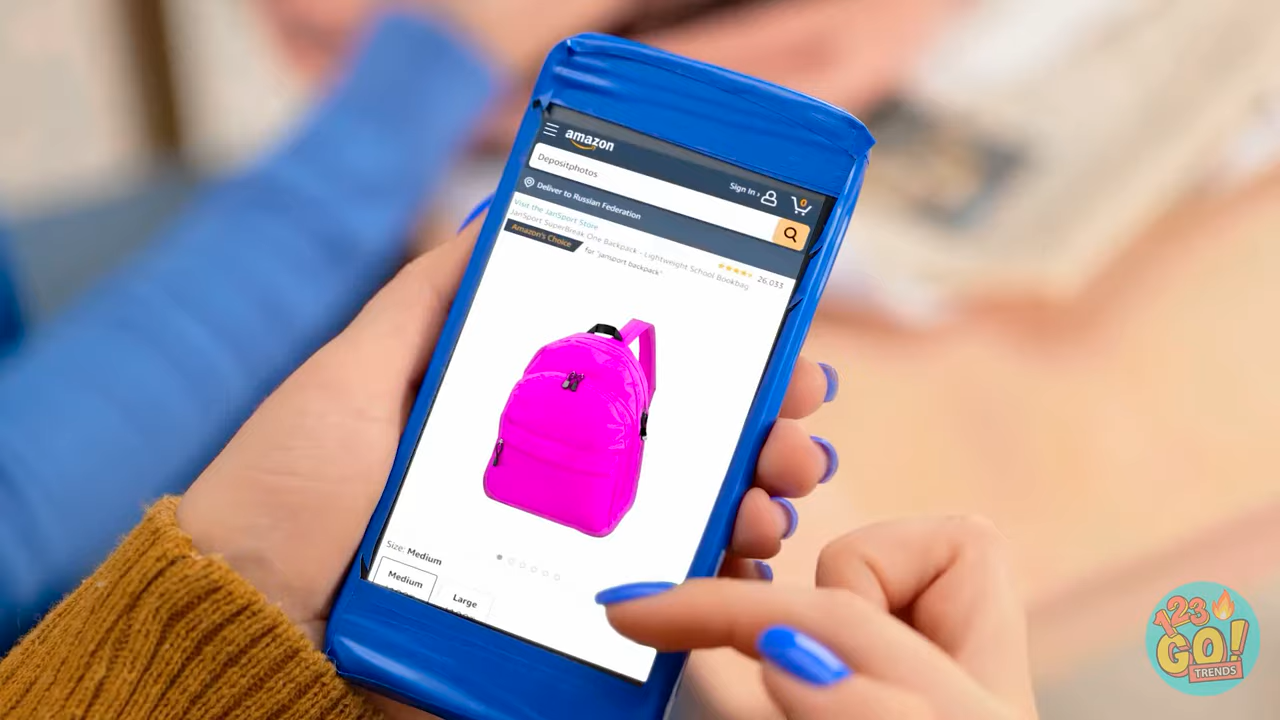 amazon
Depositphotos
Sign In ›
0
Deliver to Russian Federation
Visit the JanSport Store
JanSport SuperBreak One Backpack - Lightweight School Bookbag
26,033
Amazon's Choice
for "jansport backpack"
Size: Medium
Medium
Large
123
GO!
TRENDS